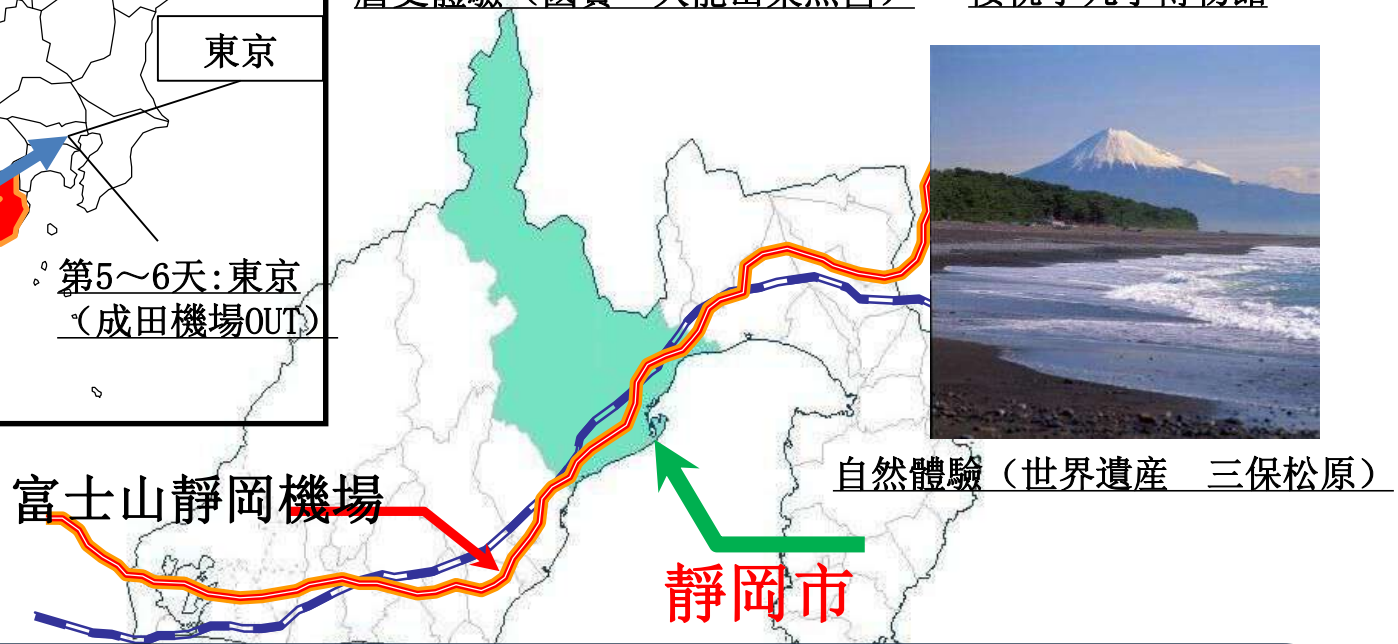 東京
第5～6天:東京
（成田機場OUT）
自然體驗（世界遺産　三保松原）
富士山靜岡機場
靜岡市